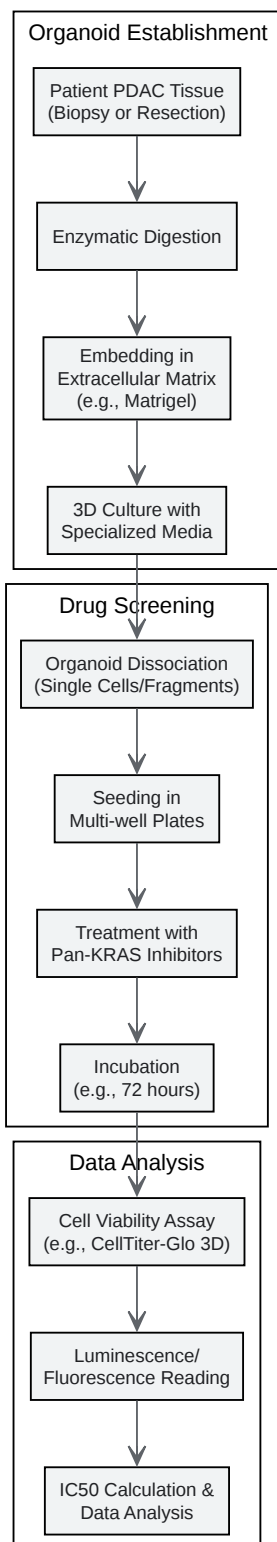 Organoid Establishment
Patient PDAC Tissue
(Biopsy or Resection)
Enzymatic Digestion
Embedding in
Extracellular Matrix
(e.g., Matrigel)
3D Culture with
Specialized Media
Drug Screening
Organoid Dissociation
(Single Cells/Fragments)
Seeding in
Multi-well Plates
Treatment with
Pan-KRAS Inhibitors
Incubation
(e.g., 72 hours)
Data Analysis
Cell Viability Assay
(e.g., CellTiter-Glo 3D)
Luminescence/
Fluorescence Reading
IC50 Calculation &
Data Analysis